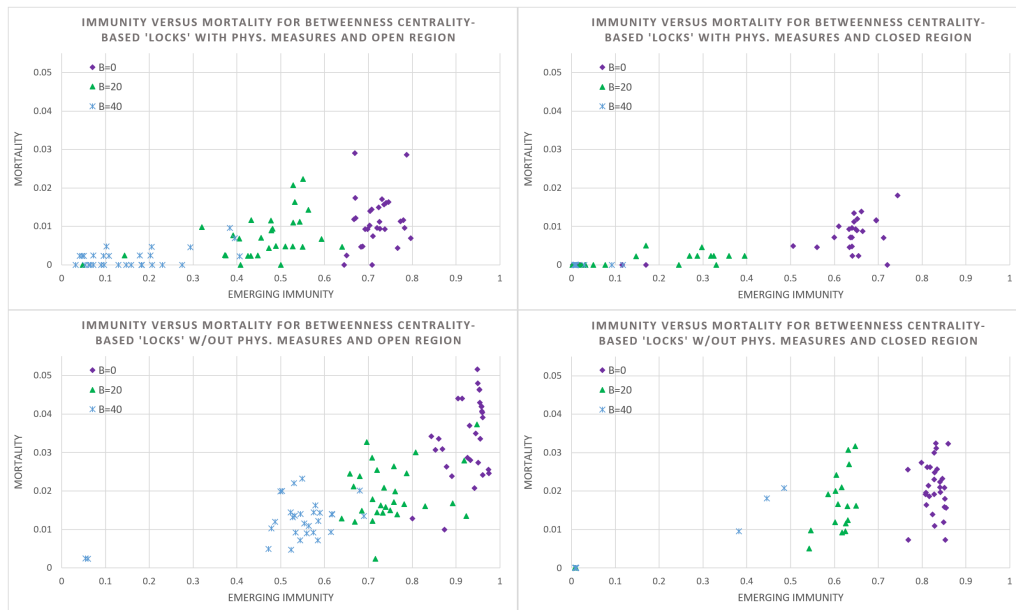 IMMUNITY VERSUS MORTALITY FOR BETWEENNESS CENTRALITY-
BASED 'LOCKS' WITH PHYS. MEASURES AND OPEN REGION
B=0
B=20
B=40
MORTALITY
0.05
0.04
0.03
0.02
0.01
0
0 0.1 0.2 0.3 0.4 0.5 0.6 0.7 0.8 0.9 1
EMERGING IMMUNITY
IMMUNITY VERSUS MORTALITY FOR BETWEENNESS CENTRALITY-
BASED 'LOCKS' WITH PHYS. MEASURES AND CLOSED REGION
B=0
B=20
B=40
MORTALITY
0.05
0.04
0.03
0.02
0.01
0
0 0.1 0.2 0.3 0.4 0.5 0.6 0.7 0.8 0.9 1
EMERGING IMMUNITY
IMMUNITY VERSUS MORTALITY FOR BETWEENNESS CENTRALITY-
BASED 'LOCKS' W/OUT PHYS. MEASURES AND OPEN REGION
B=0
B=20
B=40
MORTALITY
0.05
0.04
0.03
0.02
0.01
0
0 0.1 0.2 0.3 0.4 0.5 0.6 0.7 0.8 0.9 1
EMERGING IMMUNITY
IMMUNITY VERSUS MORTALITY FOR BETWEENNESS CENTRALITY-
BASED 'LOCKS' W/OUT PHYS. MEASURES AND CLOSED REGION
B=0
B=20
B=40
MORTALITY
0.05
0.04
0.03
0.02
0.01
0
0 0.1 0.2 0.3 0.4 0.5 0.6 0.7 0.8 0.9 1
EMERGING IMMUNITY